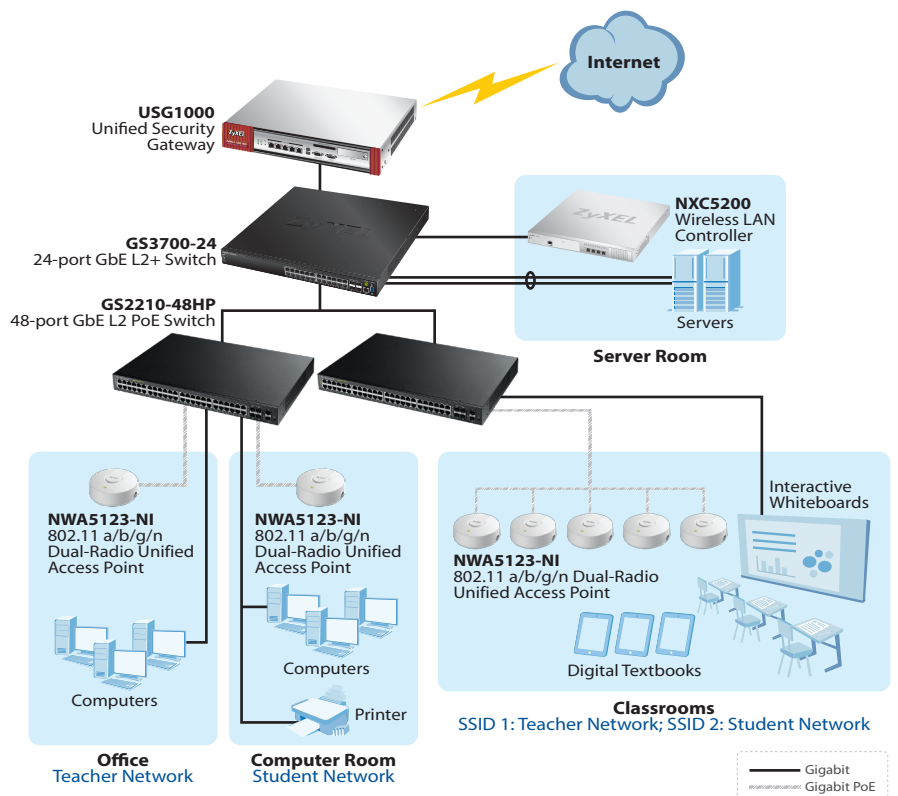 Internet
USG1000
Unified Security
Gateway
ZyXEL
NXC5200
Wireless LAN
Controller
ZyXEL
GS3700-24
24-port GbE L2+ Switch
GS2210-48HP
48-port GbE L2 PoE Switch
Servers
Server Room
NWA5123-NI
802.11 a/b/g/n
Dual-Radio Unified
Access Point
NWA5123-NI
802.11 a/b/g/n
Dual-Radio Unified
Access Point
Interactive
Whiteboards
NWA5123-NI
802.11 a/b/g/n Dual-Radio
Unified Access Point
Computers
Computers
Printer
Digital Textbooks
Office
Teacher Network
Computer Room
Student Network
Classrooms
SSID 1: Teacher Network; SSID 2: Student Network
Gigabit
Gigabit PoE